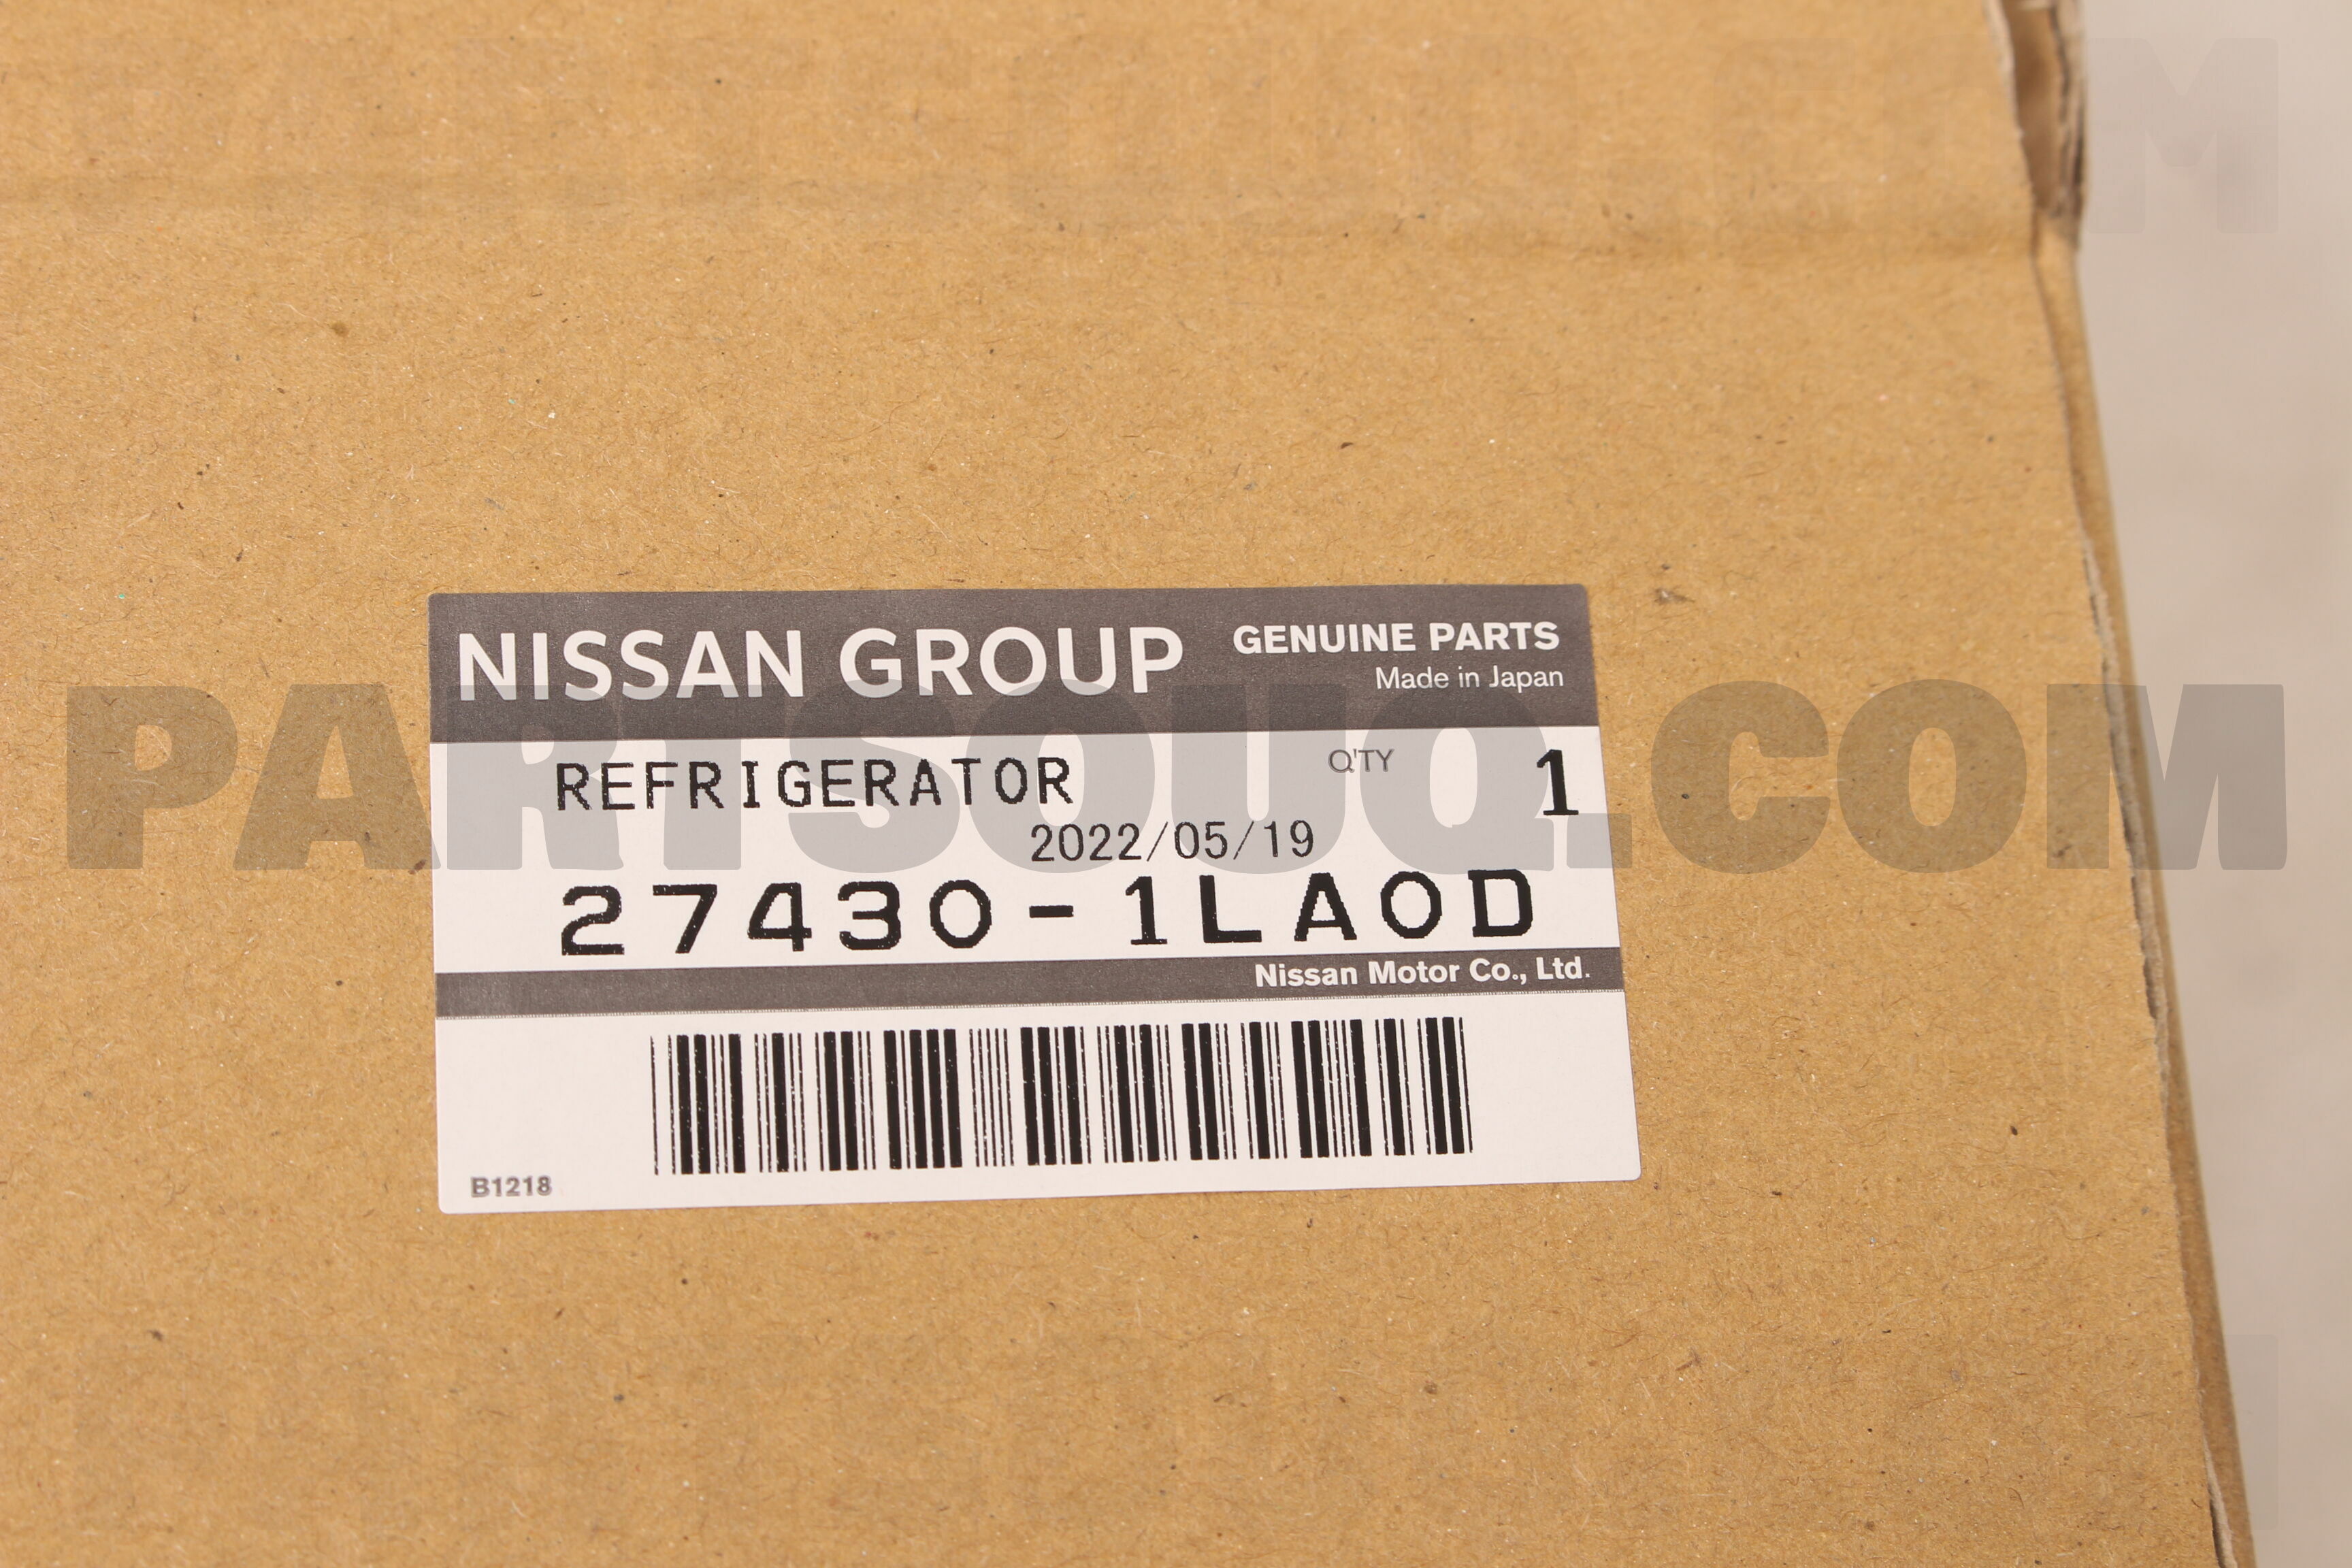 NISSAN GROUP GENUINE PARTS
Made in Japan
REFRIGERATOR Q'TY 1
2022/05/19
27430-1LA0D
Nissan Motor Co., Ltd.
B1218
PARTSOUQ.COM